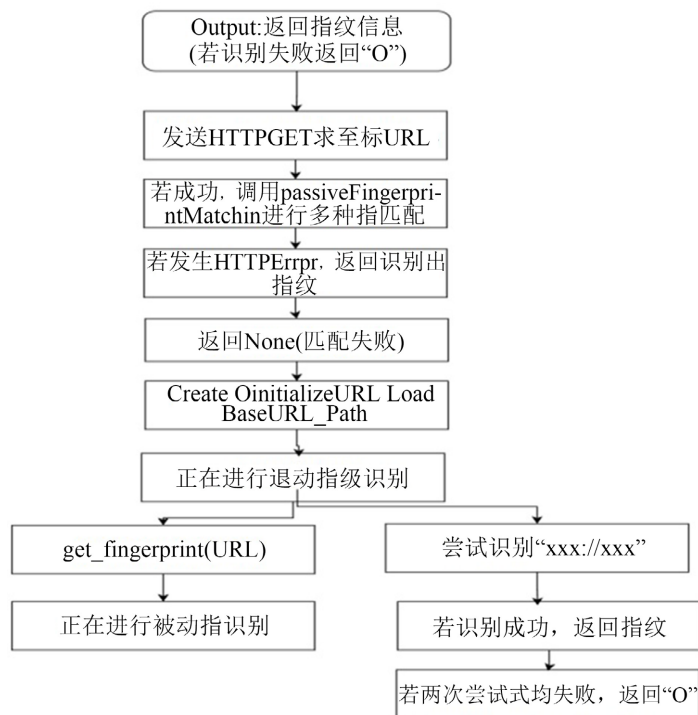 Output:返回指纹信息
(若识别失败返回“O”)
发送HTTPGET求至标URL
若成功, 调用passiveFingerpri-
ntMatchin进行多种指匹配
若发生HTTPErrpr, 返回识别出
指纹
返回None(匹配失败)
Create OinitializeURL Load
BaseURL_Path
正在进行退动指级识别
get_fingerprint(URL)
尝试识别“xxx://xxx”
正在进行被动指识别
若识别成功，返回指纹
若两次尝试式均失败，返回“O”